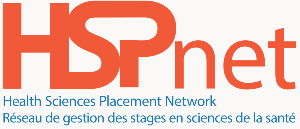 HSPnet
Health Sciences Placement Network
Réseau de gestion des stages en sciences de la santé